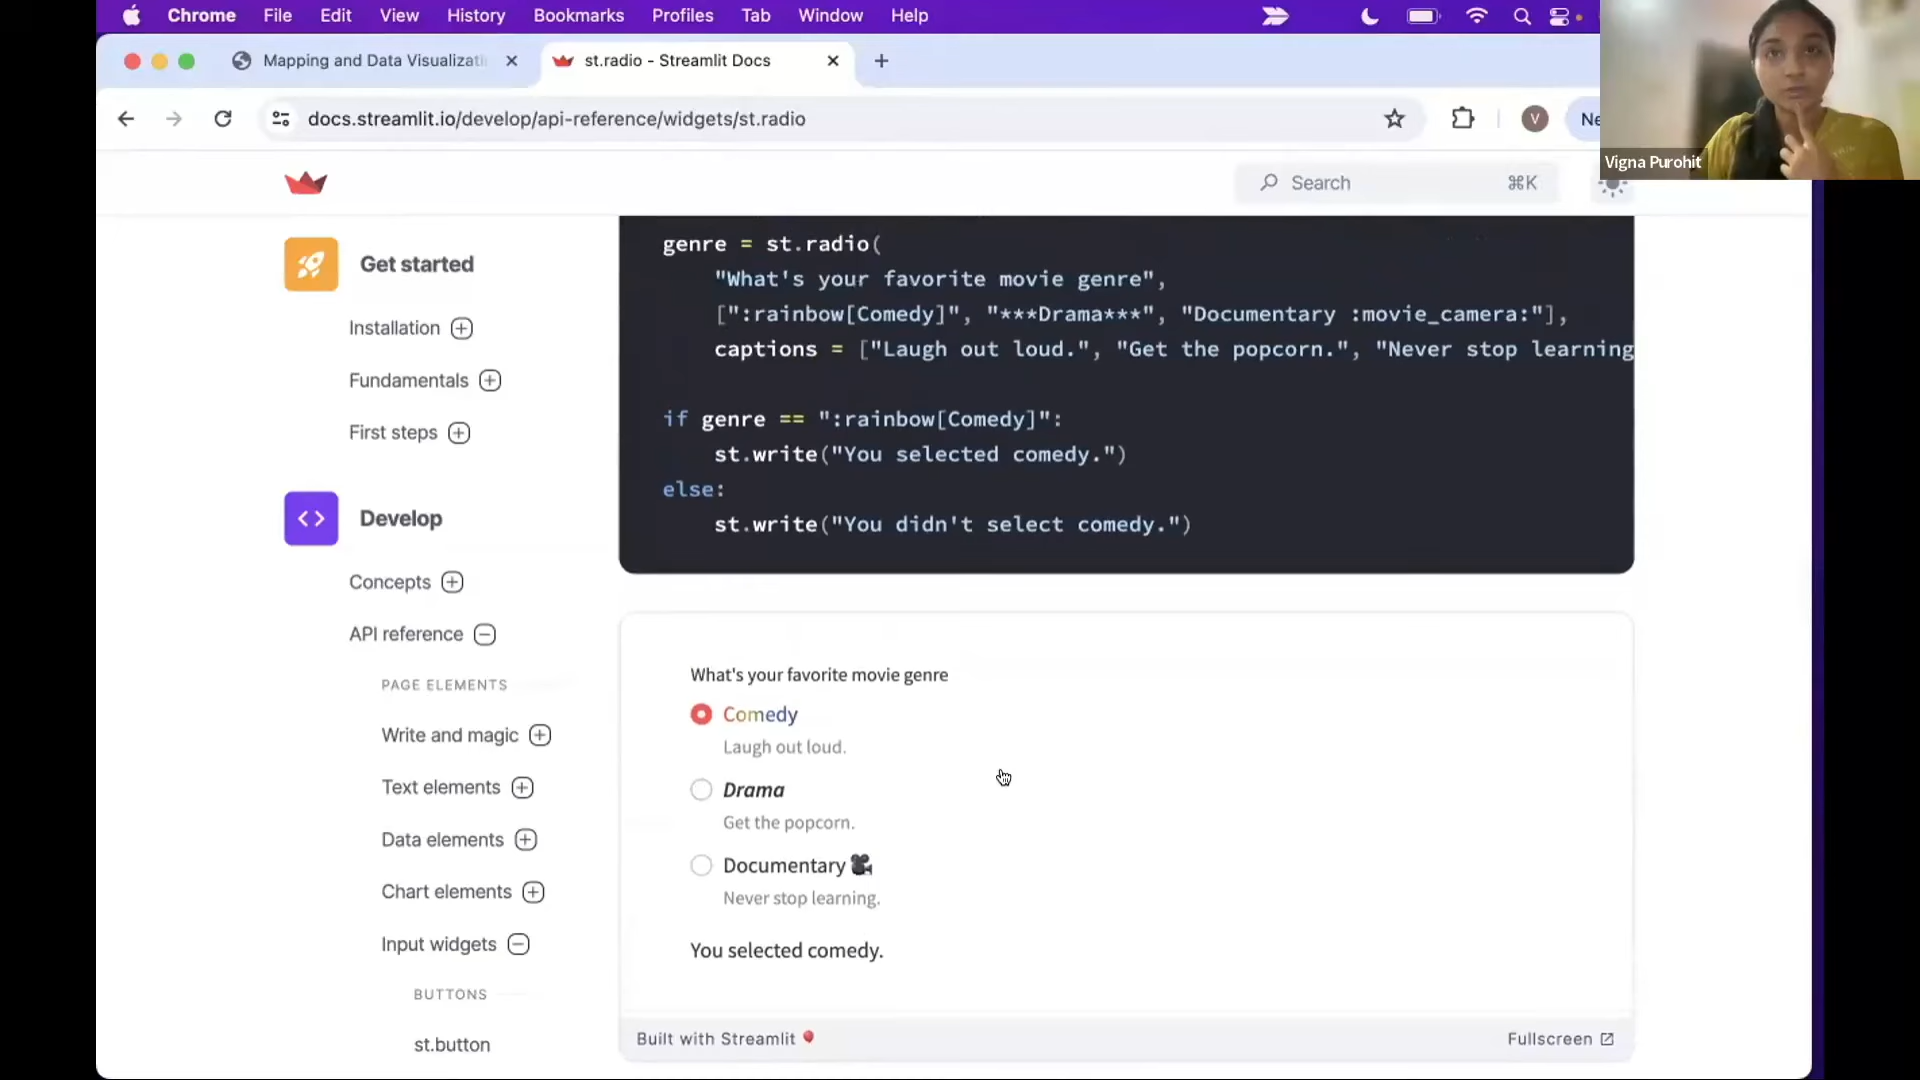 Chrome File Edit View History Bookmarks Profiles Tab Window Help
Mapping and Data Visualizati
st.radio - Streamlit Docs
docs.streamlit.io/develop/api-reference/widgets/st.radio
V
Ne
Vigna Purohit
Search ⌘K
Get started
Installation
Fundamentals
First steps
Develop
Concepts
API reference
PAGE ELEMENTS
Write and magic
Text elements
Data elements
Chart elements
Input widgets
BUTTONS
st.button
genre = st.radio(
"What's your favorite movie genre",
[":rainbow[Comedy]", "***Drama***", "Documentary :movie_camera:"],
captions = ["Laugh out loud.", "Get the popcorn.", "Never stop learning
if genre == ":rainbow[Comedy]":
st.write("You selected comedy.")
else:
st.write("You didn't select comedy.")
What's your favorite movie genre
Comedy
Laugh out loud.
Drama
Get the popcorn.
Documentary 🎥
Never stop learning.
You selected comedy.
Built with Streamlit 🎈
Fullscreen